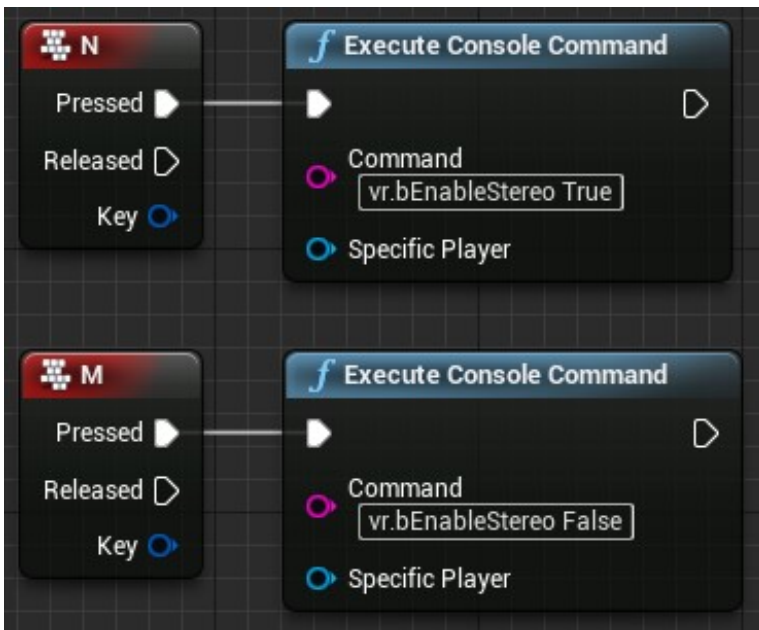 N
Execute Console Command
Pressed
Released
Command
vr.bEnableStereo True
Key
Specific Player
M
Execute Console Command
Pressed
Released
Command
vr.bEnableStereo False
Key
Specific Player